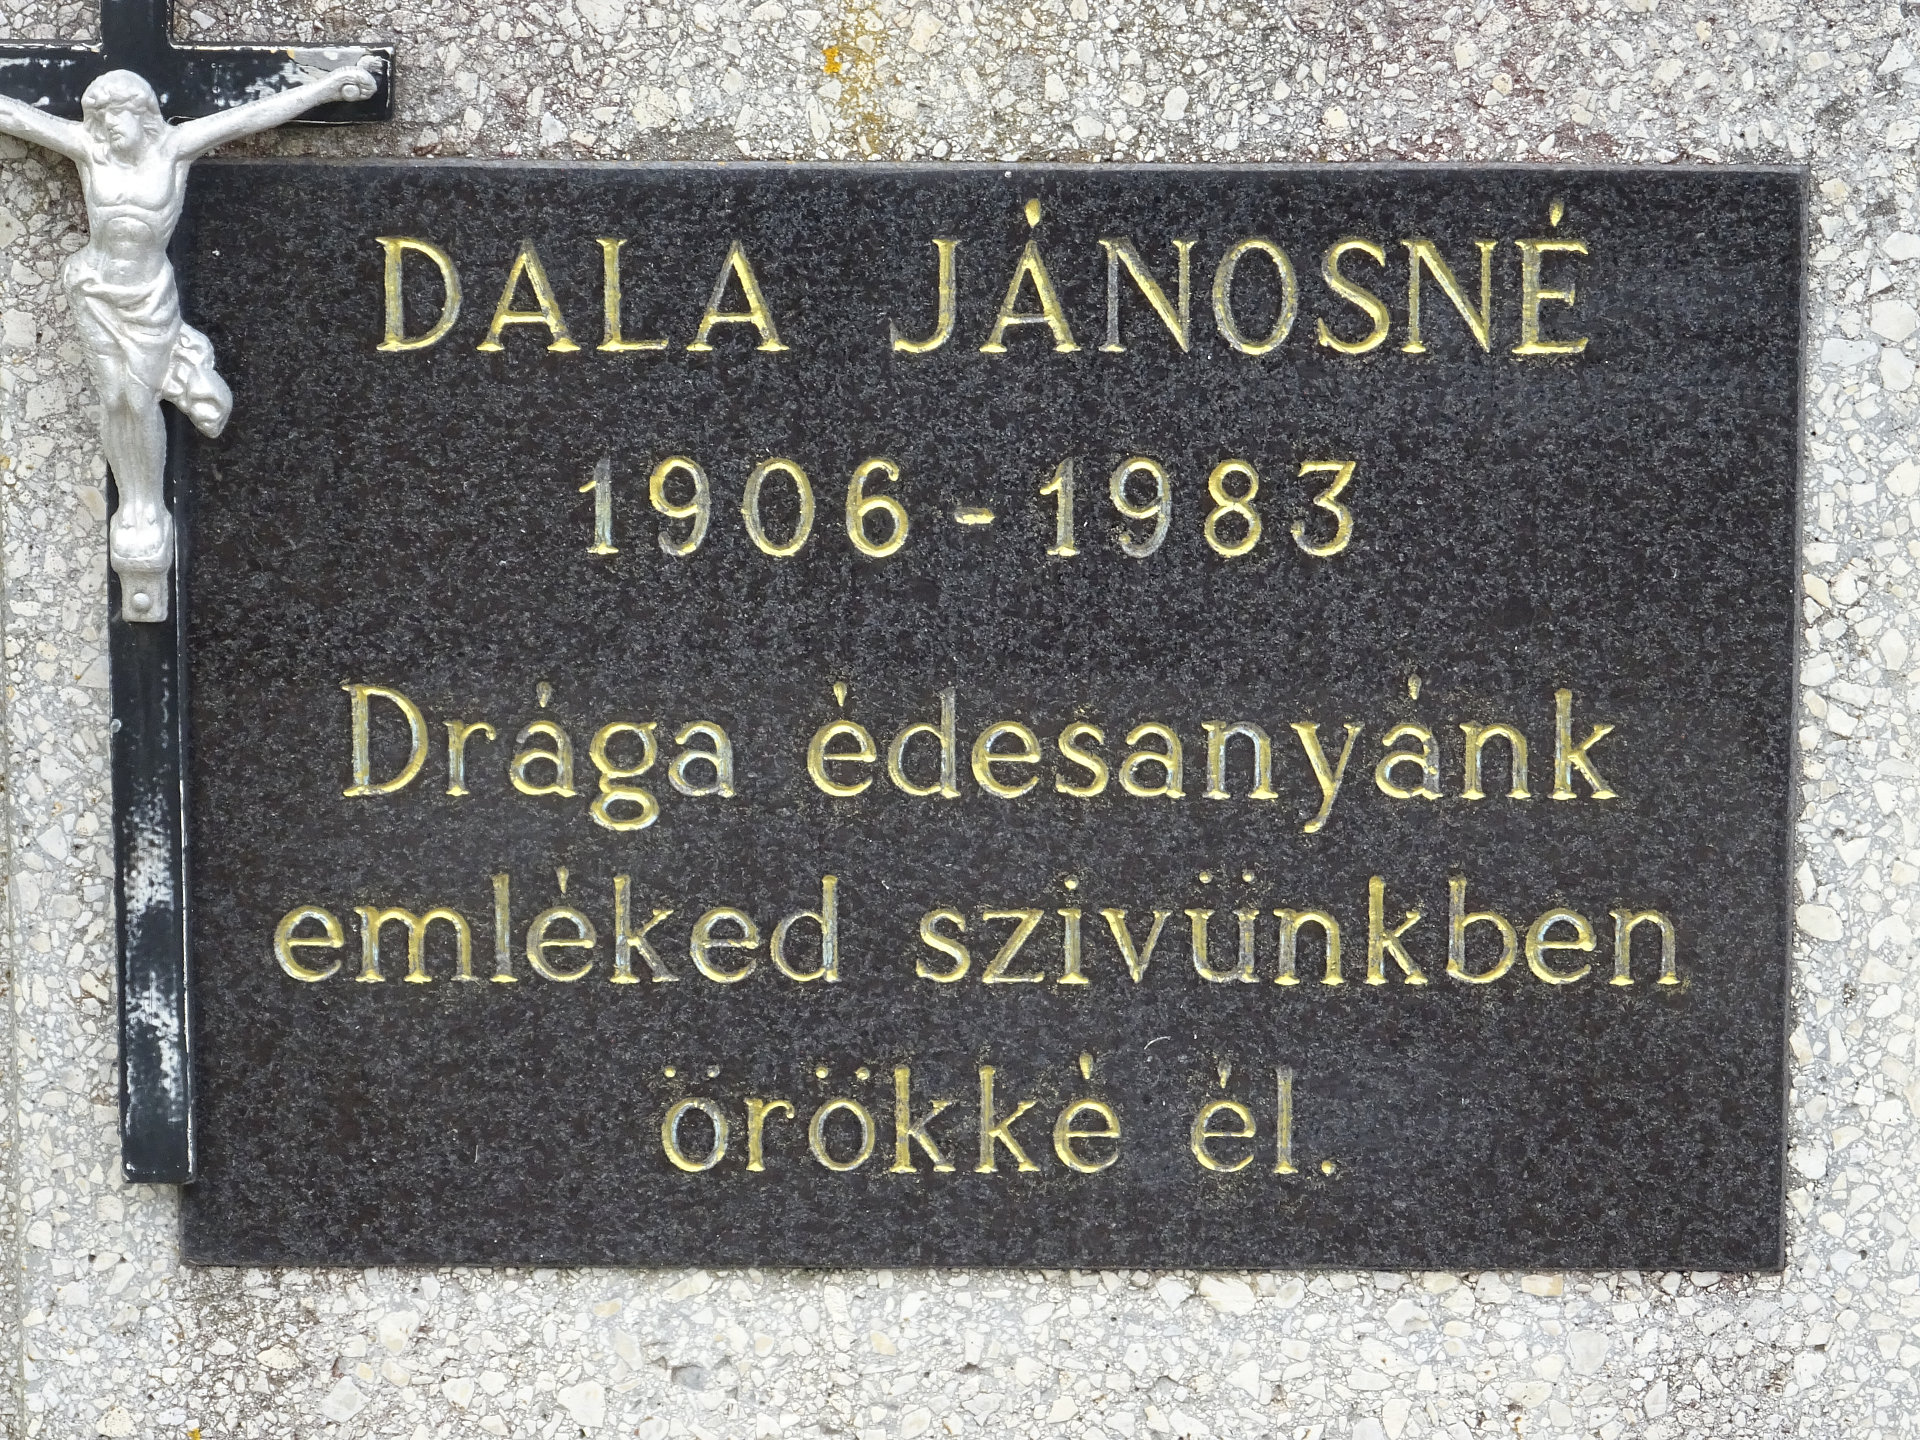 DALA JÁNOSNÉ
1906-1983
Drága édesanyánk
emléked szivünkben
örökké él.